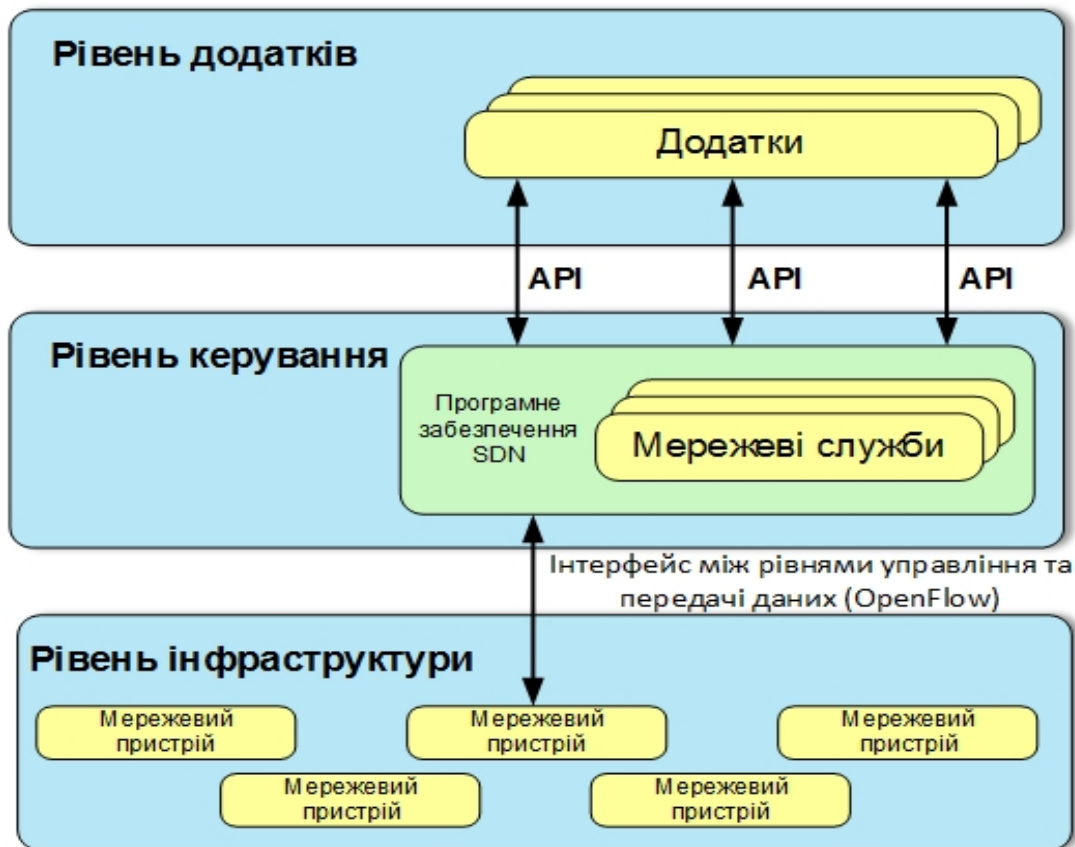 Рівень додатків
Додатки
API
API
API
Рівень керування
Програмне
забезпечення
SDN
Мережеві служби
Інтерфейс між рівнями управління та
передачі даних (OpenFlow)
Рівень інфраструктури
Мережевий
пристрій
Мережевий
пристрій
Мережевий
пристрій
Мережевий
пристрій
Мережевий
пристрій